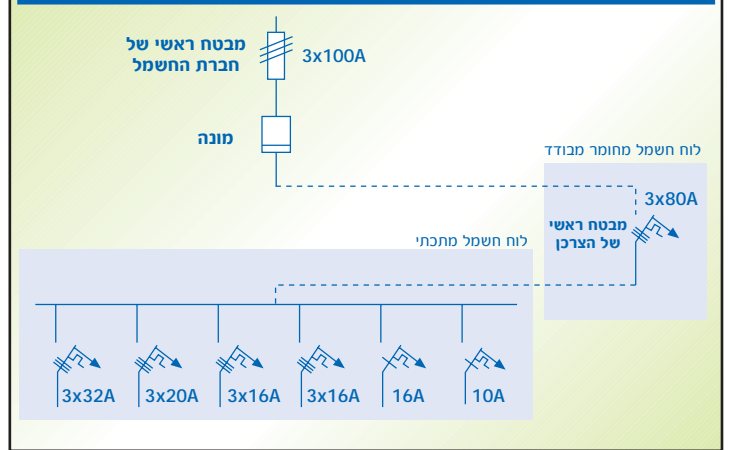 מבטח ראשי של
חברת החשמל
3x100A
מונה
לוח חשמל מחומר מבודד
3x80A
מבטח ראשי
של הצרכן
לוח חשמל מתכתי
3x32A
3x20A
3x16A
3x16A
16A
10A